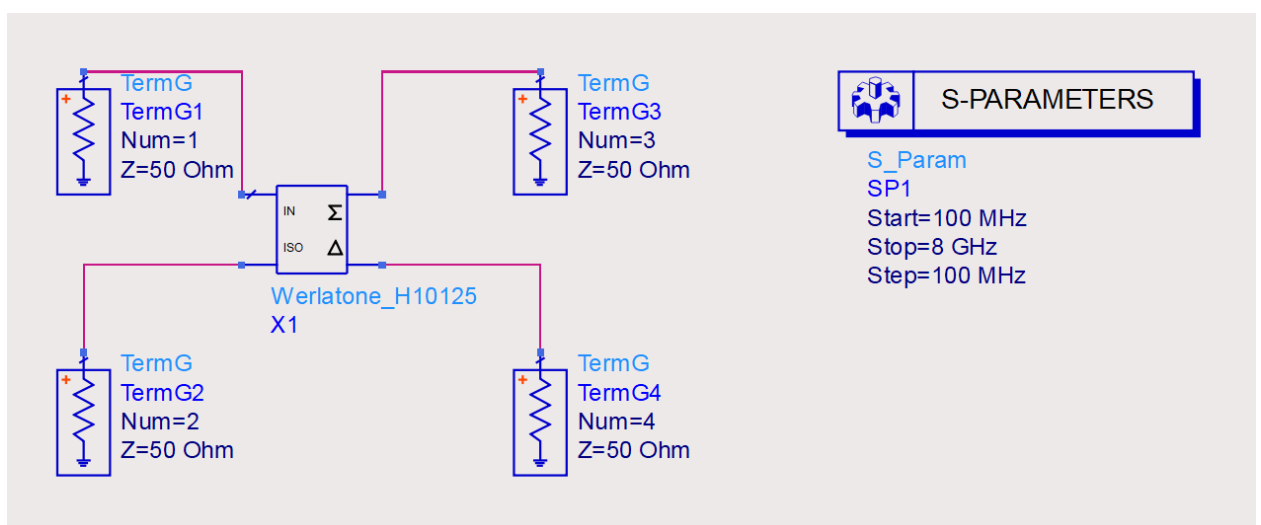 TermG
TermG1
Num=1
Z=50 Ohm
TermG
TermG3
Num=3
Z=50 Ohm
S-PARAMETERS
S_Param
SP1
Start=100 MHz
Stop=8 GHz
Step=100 MHz
+
+
IN Σ
ISO Δ
Werlatone_H10125
X1
TermG
TermG2
Num=2
Z=50 Ohm
TermG
TermG4
Num=4
Z=50 Ohm
+
+